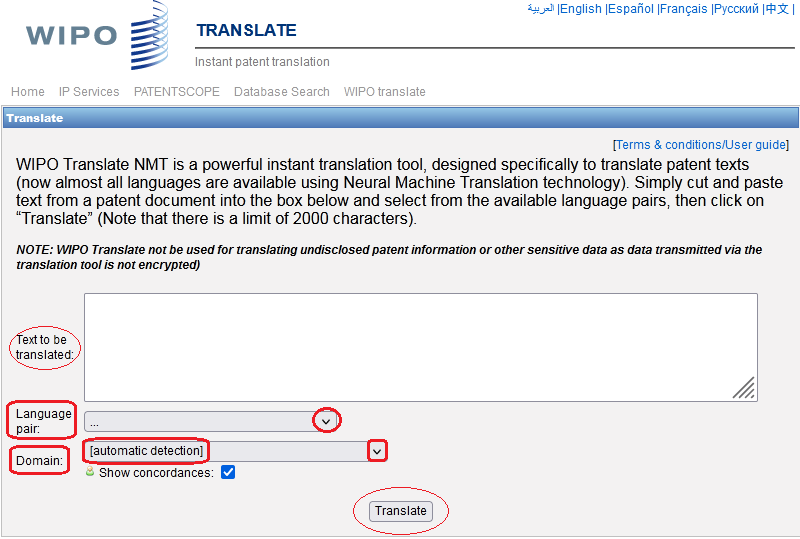 العربية |English |Español |Français |Русский |中文 |
WIPO
TRANSLATE
Instant patent translation
Home IP Services PATENTSCOPE Database Search WIPO translate
Translate
[Terms & conditions/User guide]
WIPO Translate NMT is a powerful instant translation tool, designed specifically to translate patent texts
(now almost all languages are available using Neural Machine Translation technology). Simply cut and paste
text from a patent document into the box below and select from the available language pairs, then click on
“Translate” (Note that there is a limit of 2000 characters).
NOTE: WIPO Translate not be used for translating undisclosed patent information or other sensitive data as data transmitted via the
translation tool is not encrypted)
Text to be
translated:
Language
pair:
...
Domain:
[automatic detection]
Show concordances:
Translate